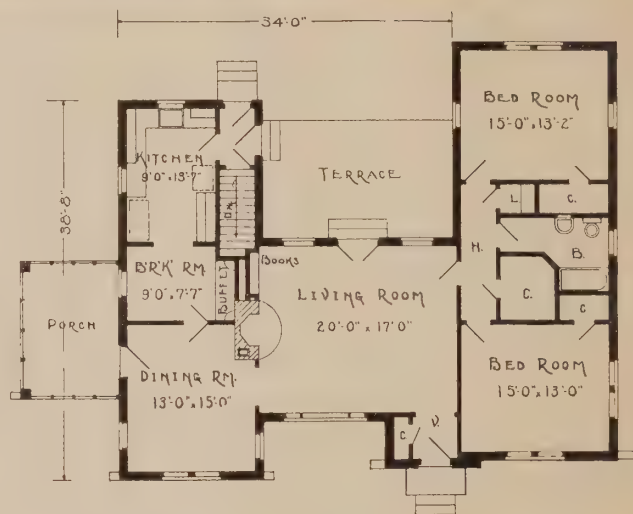 34'-0"
BED ROOM
15'-0" x 13'-2"
KITCHEN
9'0" x 13'-7"
TERRACE
38'-8"
DN
L.
C.
H.
B.
BOOKS
B'R'K' RM.
9'0" x 7'-7"
BUFFET
LIVING ROOM
20'-0" x 17'0"
C.
C
PORCH
DINING RM.
13'-0" x 15'-0"
BED ROOM
15'-0" x 13'-0"
C
V.